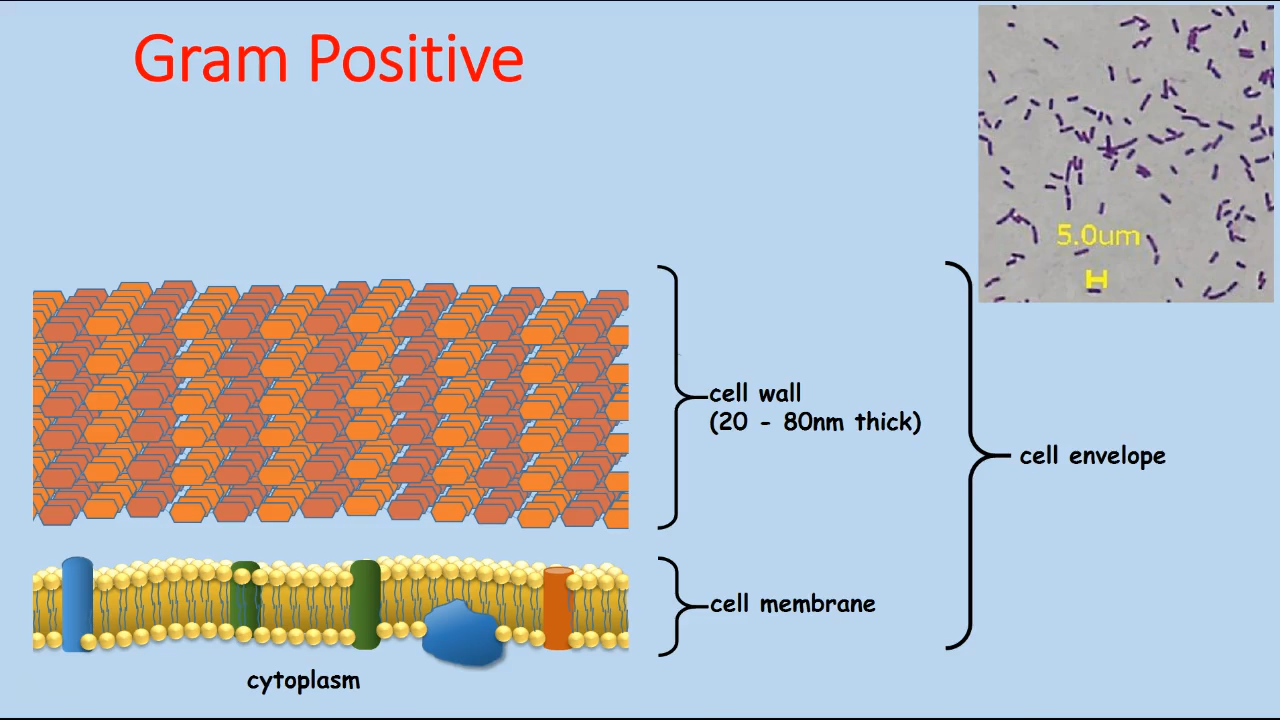 Gram Positive
5.0um
cell wall
(20 - 80nm thick)
cell envelope
cell membrane
cytoplasm